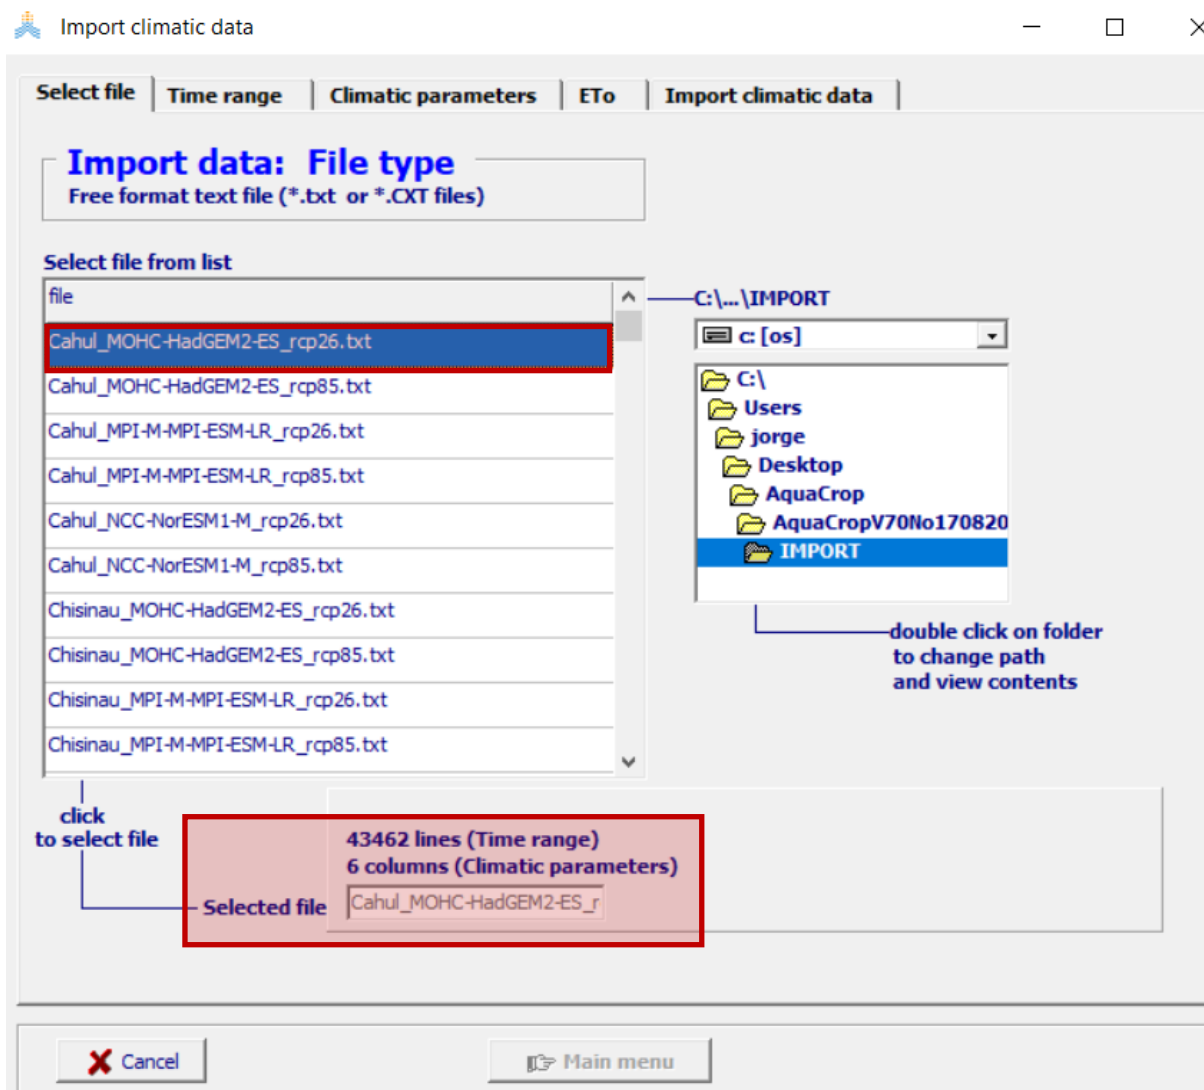 Import climatic data
Select file
Time range
Climatic parameters
ETo
Import climatic data
Import data: File type
Free format text file (*.txt or *.CXT files)
Select file from list
file
Cahul_MOHC-HadGEM2-ES_rcp26.txt
Cahul_MOHC-HadGEM2-ES_rcp85.txt
Cahul_MPI-M-MPI-ESM-LR_rcp26.txt
Cahul_MPI-M-MPI-ESM-LR_rcp85.txt
Cahul_NCC-NorESM1-M_rcp26.txt
Cahul_NCC-NorESM1-M_rcp85.txt
Chisinau_MOHC-HadGEM2-ES_rcp26.txt
Chisinau_MOHC-HadGEM2-ES_rcp85.txt
Chisinau_MPI-M-MPI-ESM-LR_rcp26.txt
Chisinau_MPI-M-MPI-ESM-LR_rcp85.txt
C:\...\IMPORT
c: [os]
C:\
Users
jorge
Desktop
AquaCrop
AquaCropV70No170820
IMPORT
double click on folder
to change path
and view contents
click
to select file
43462 lines (Time range)
6 columns (Climatic parameters)
Selected file
Cahul_MOHC-HadGEM2-ES_r
Cancel
Main menu